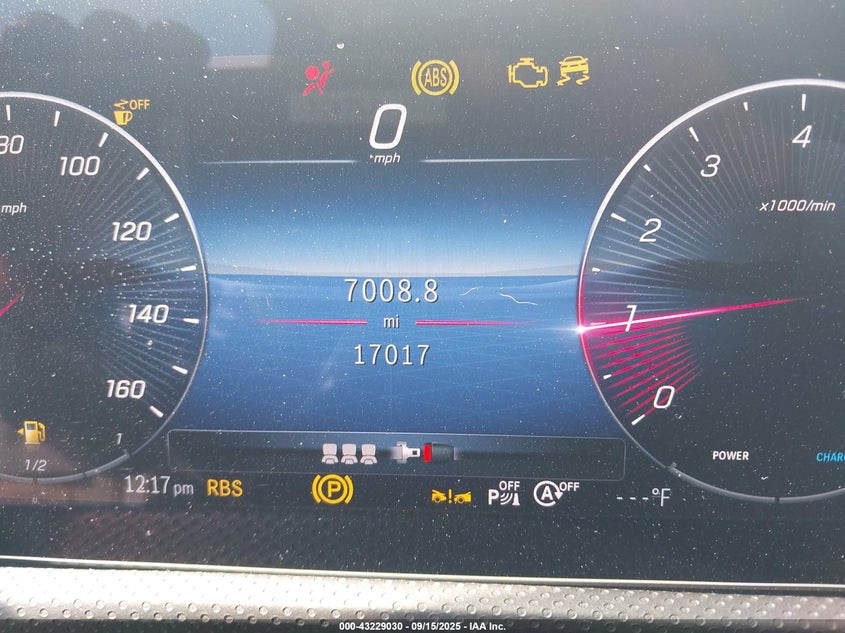 ABS
OFF
0
mph
80
100
120
140
160
mph
7008.8
mi
17017
4
3
2
1
0
x1000/min
1
1/2
POWER
12:17 pm
RBS
P
OFF
P
A
OFF
---°F
000-43229030 - 09/15/2025 - IAA Inc.